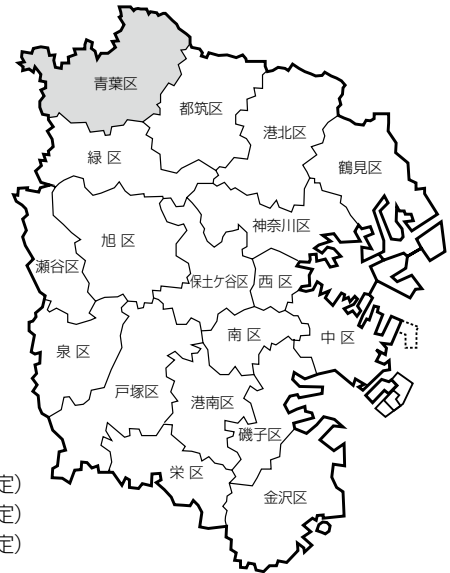 青葉区
都筑区
港北区
緑 区
鶴見区
神奈川区
旭 区
瀬谷区
保土ケ谷区
西 区
南 区
中 区
泉 区
戸塚区
港南区
磯子区
栄 区
金沢区
定)
定)
定)